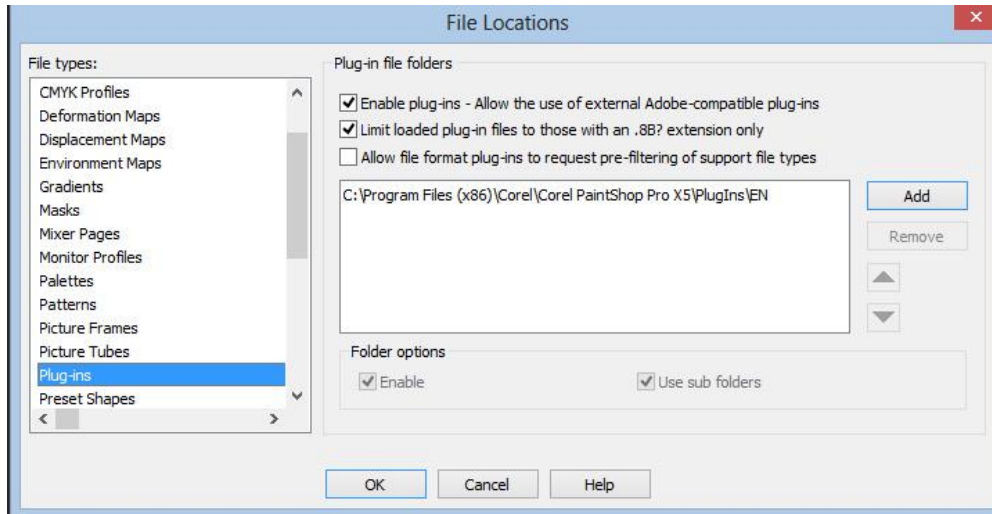 File Locations
File types:
CMYK Profiles
Deformation Maps
Displacement Maps
Environment Maps
Gradients
Masks
Mixer Pages
Monitor Profiles
Palettes
Patterns
Picture Frames
Picture Tubes
Plug-ins
Preset Shapes
Plug-in file folders
Enable plug-ins - Allow the use of external Adobe-compatible plug-ins
Limit loaded plug-in files to those with an .8B? extension only
Allow file format plug-ins to request pre-filtering of support file types
C:\Program Files (x86)\Corel\Corel PaintShop Pro X5\PlugIns\EN
Add
Remove
Folder options
Enable
Use sub folders
OK
Cancel
Help